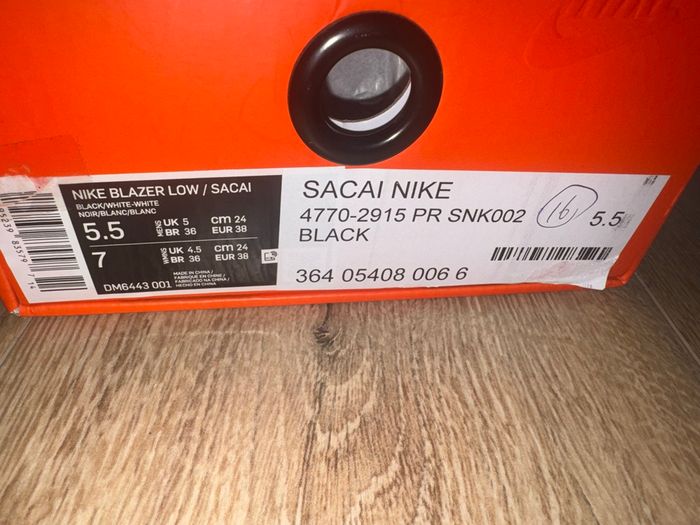 NIKE BLAZER LOW / SACAI
BLACK/WHITE-WHITE
NOIR/BLANC/BLANC
5.5 MENS UK 5 CM 24
BR 36 EUR 38
7 WMNS UK 4.5 CM 24
BR 36 EUR 38
MADE IN CHINA /
FABRIQUÉ EN CHINE /
FABRICADO NA CHINA /
HECHO EN CHINA
DM6443 001
SACAI NIKE
4770-2915 PR SNK002 16 5.5
BLACK
364 05408 006 6